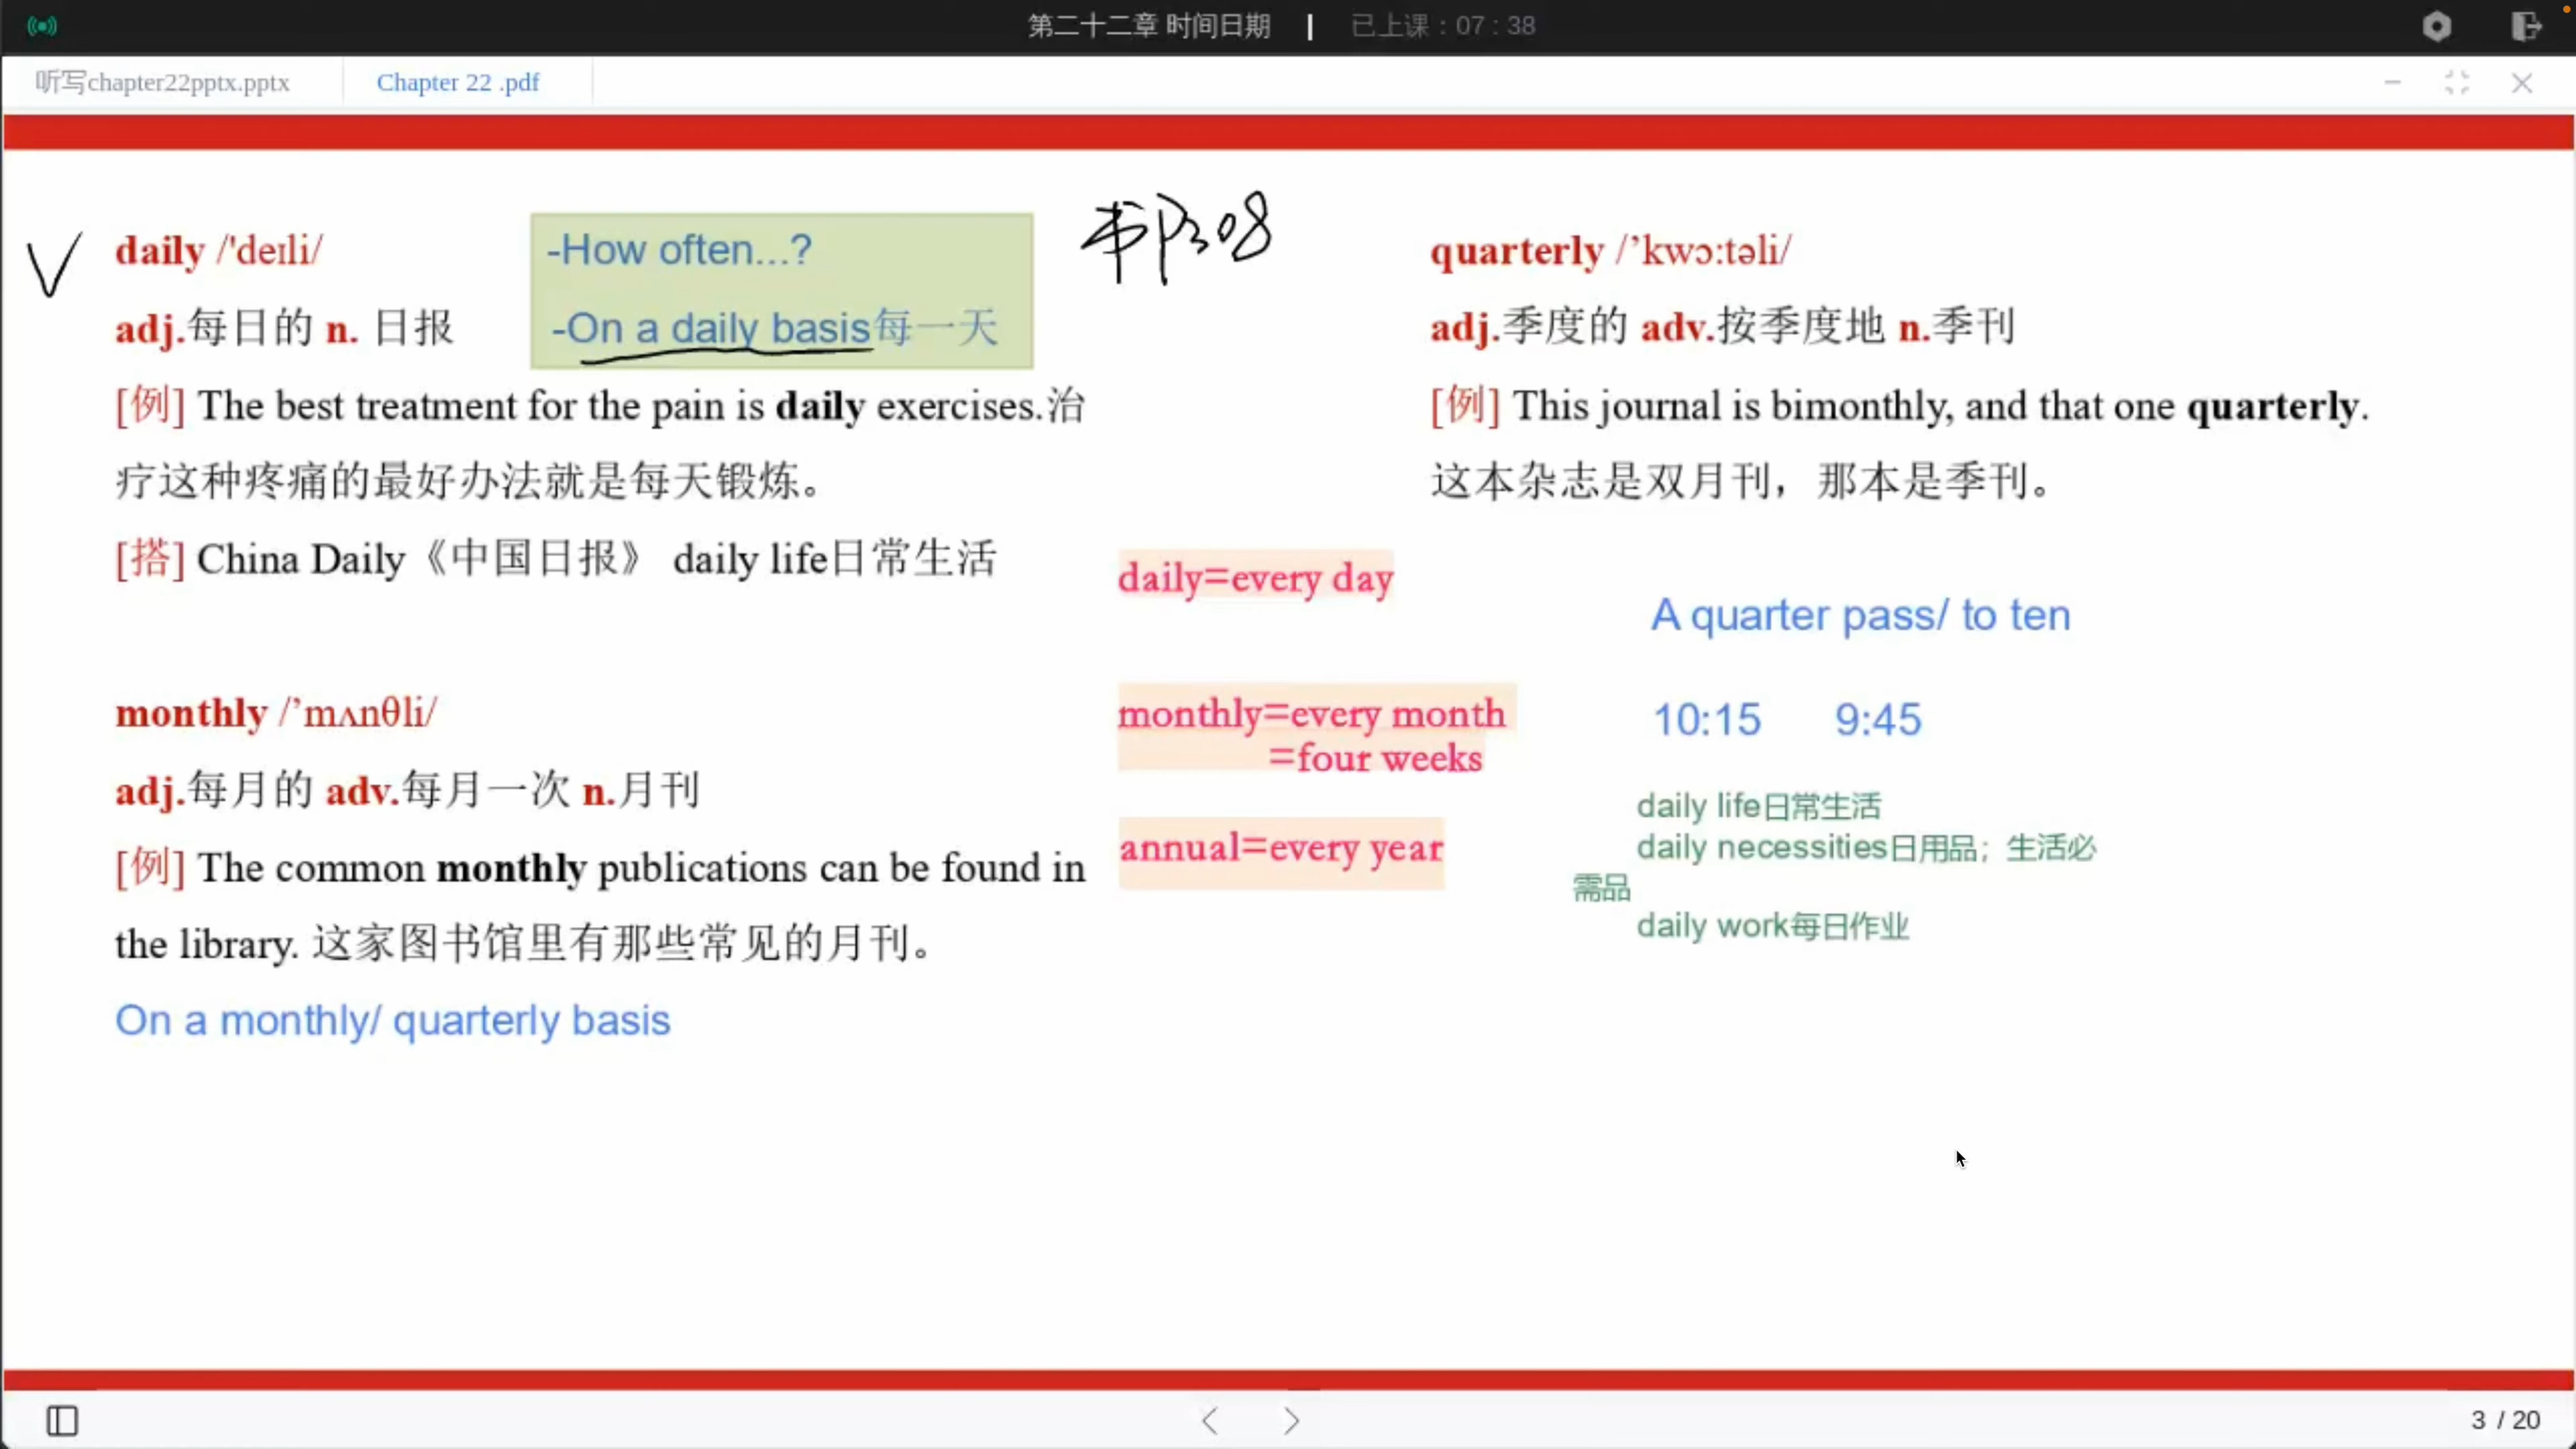 第二十二章 时间日期 | 已上课：07 : 38
听写chapter22pptx.pptx
Chapter 22 .pdf
daily /'deɪli/
adj.每日的 n. 日报
-How often...?
-On a daily basis每一天
书P308
[例] The best treatment for the pain is daily exercises.治
疗这种疼痛的最好办法就是每天锻炼。
[搭] China Daily《中国日报》 daily life日常生活
monthly /’mʌnθli/
adj.每月的 adv.每月一次 n.月刊
[例] The common monthly publications can be found in
the library. 这家图书馆里有那些常见的月刊。
On a monthly/ quarterly basis
daily=every day
monthly=every month
=four weeks
annual=every year
quarterly /’kwɔ:təli/
adj.季度的 adv.按季度地 n.季刊
[例] This journal is bimonthly, and that one quarterly.
这本杂志是双月刊，那本是季刊。
A quarter pass/ to ten
10:15 9:45
daily life日常生活
daily necessities日用品；生活必
需品
daily work每日作业
3 / 20